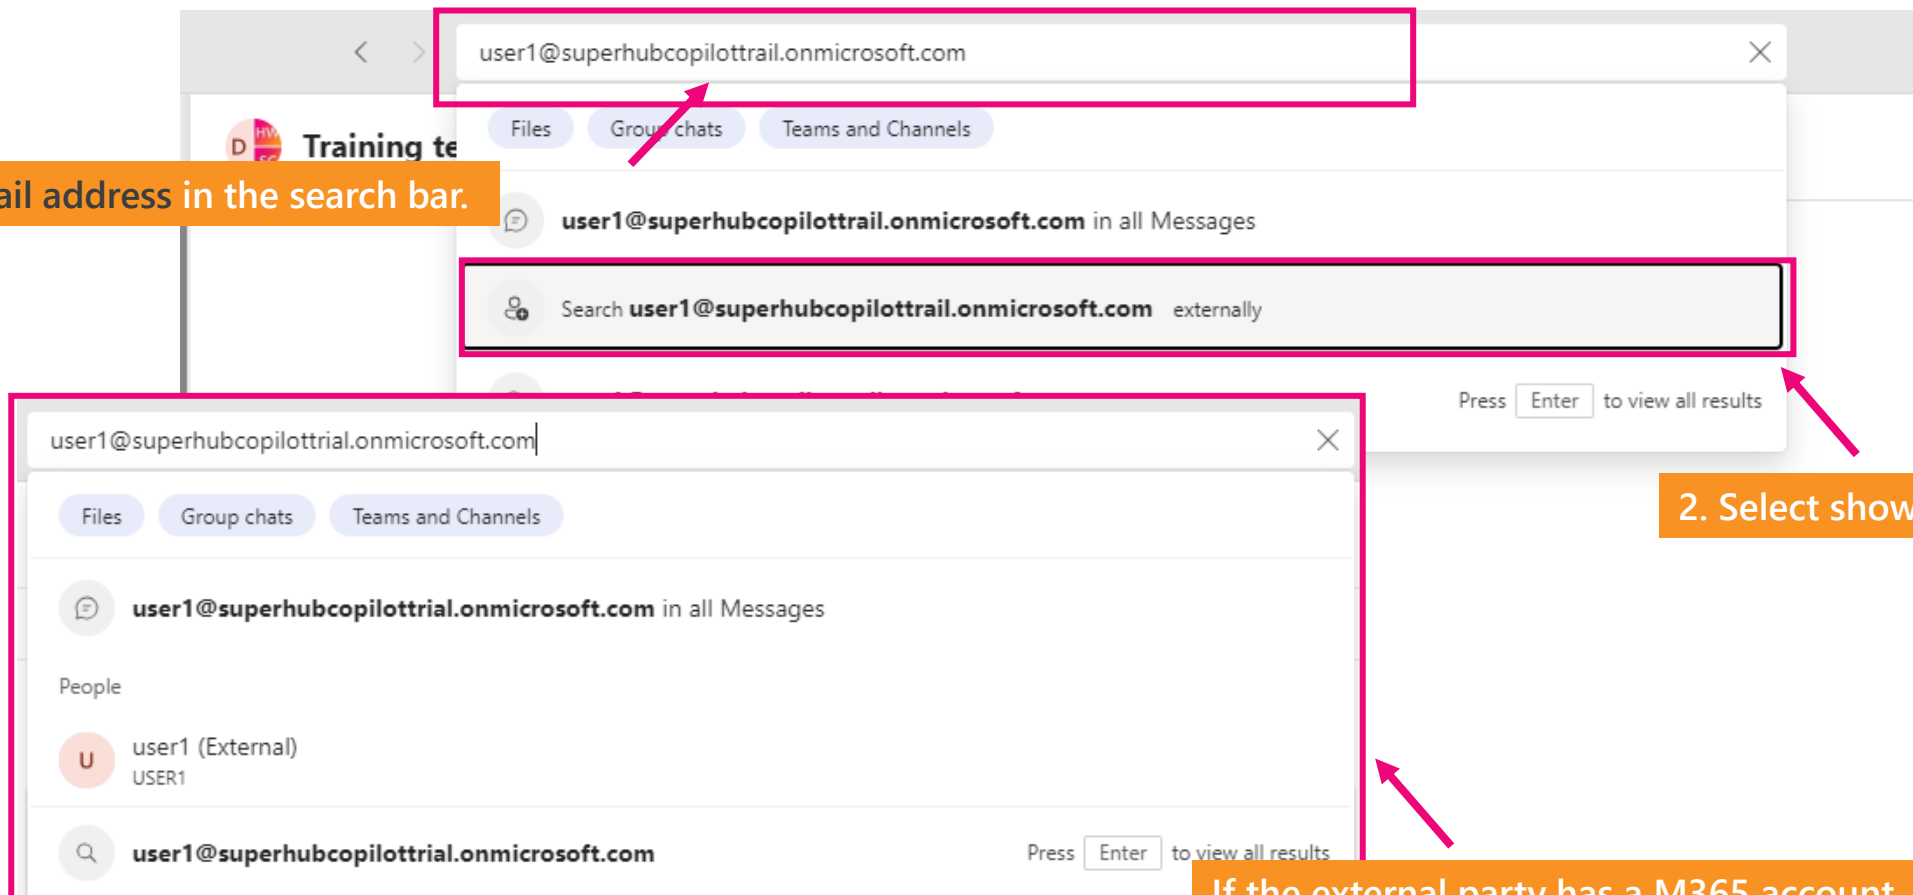 user1@superhubcopilottrail.onmicrosoft.com
Files Group chats Teams and Channels
D HW SC Training te
ail address in the search bar.
user1@superhubcopilottrail.onmicrosoft.com in all Messages
Search user1@superhubcopilottrail.onmicrosoft.com externally
Press Enter to view all results
2. Select show
user1@superhubcopilottrial.onmicrosoft.com
Files Group chats Teams and Channels
user1@superhubcopilottrial.onmicrosoft.com in all Messages
People
U user1 (External)
USER1
user1@superhubcopilottrial.onmicrosoft.com Press Enter to view all results
If the external party has a M365 account